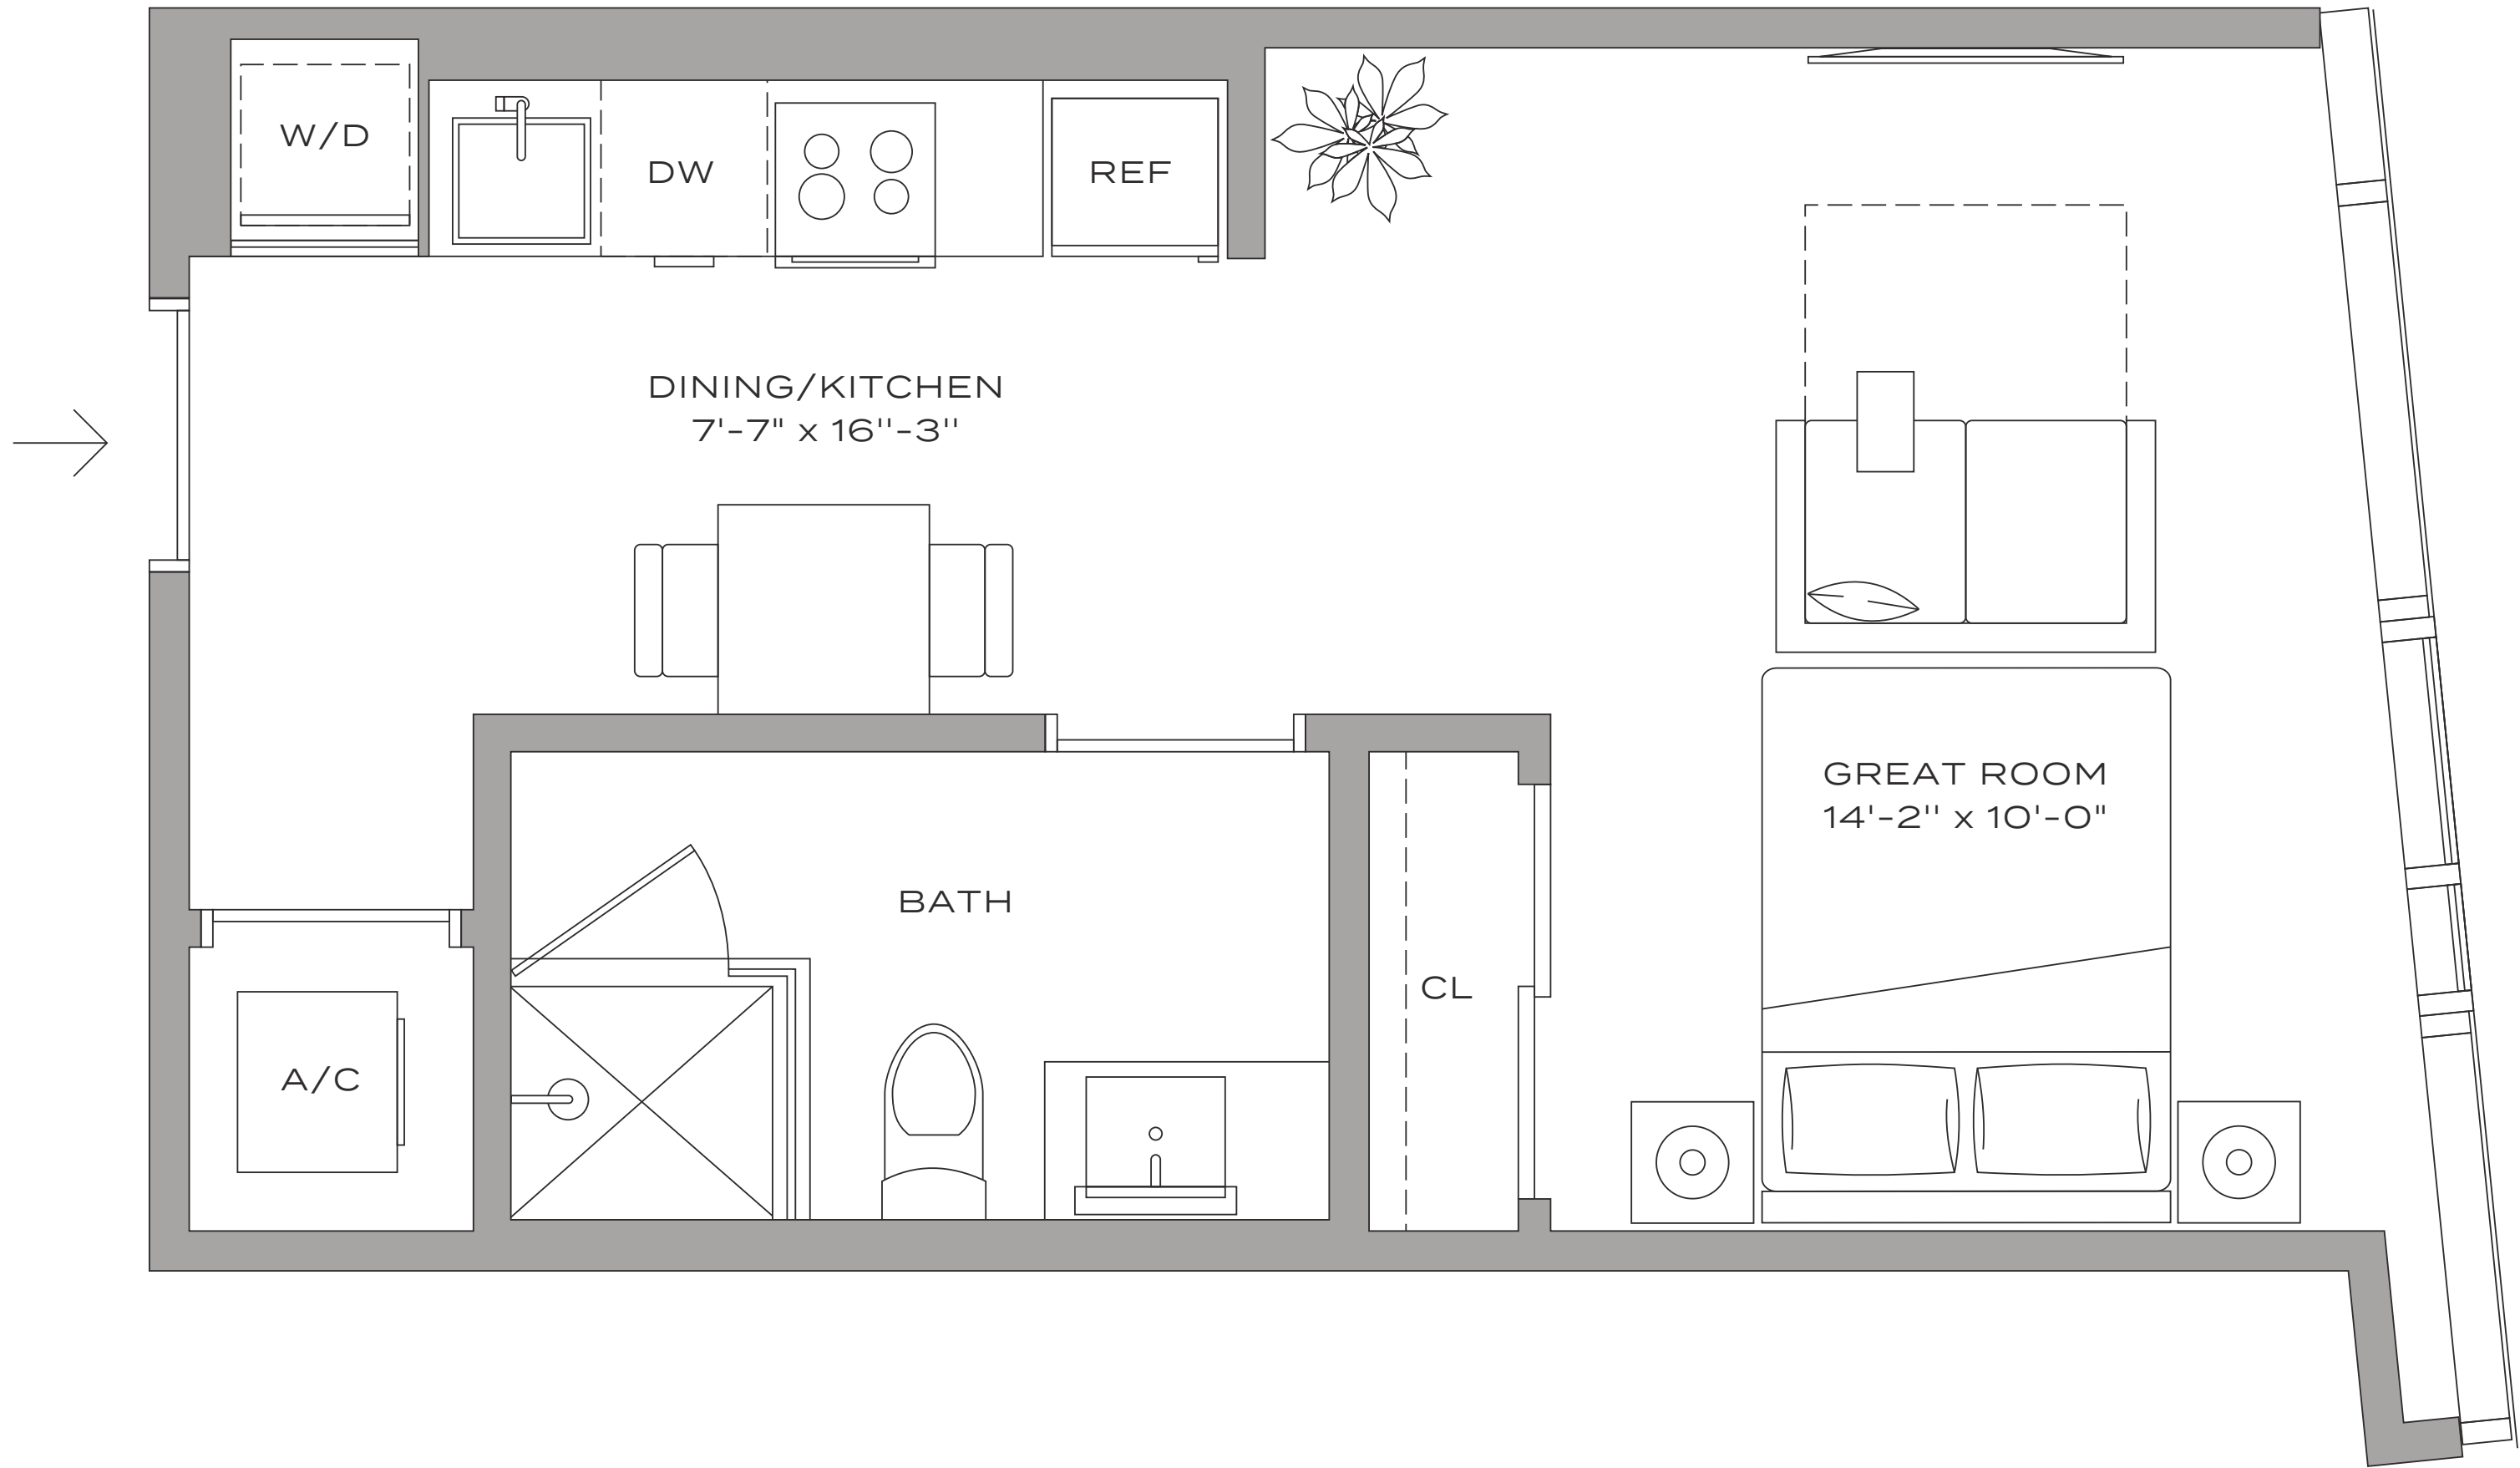 W/D
DW
REF
DINING/KITCHEN
7'-7" x 16''-3''
GREAT ROOM
14'-2'' x 10'-0"
BATH
CL
A/C